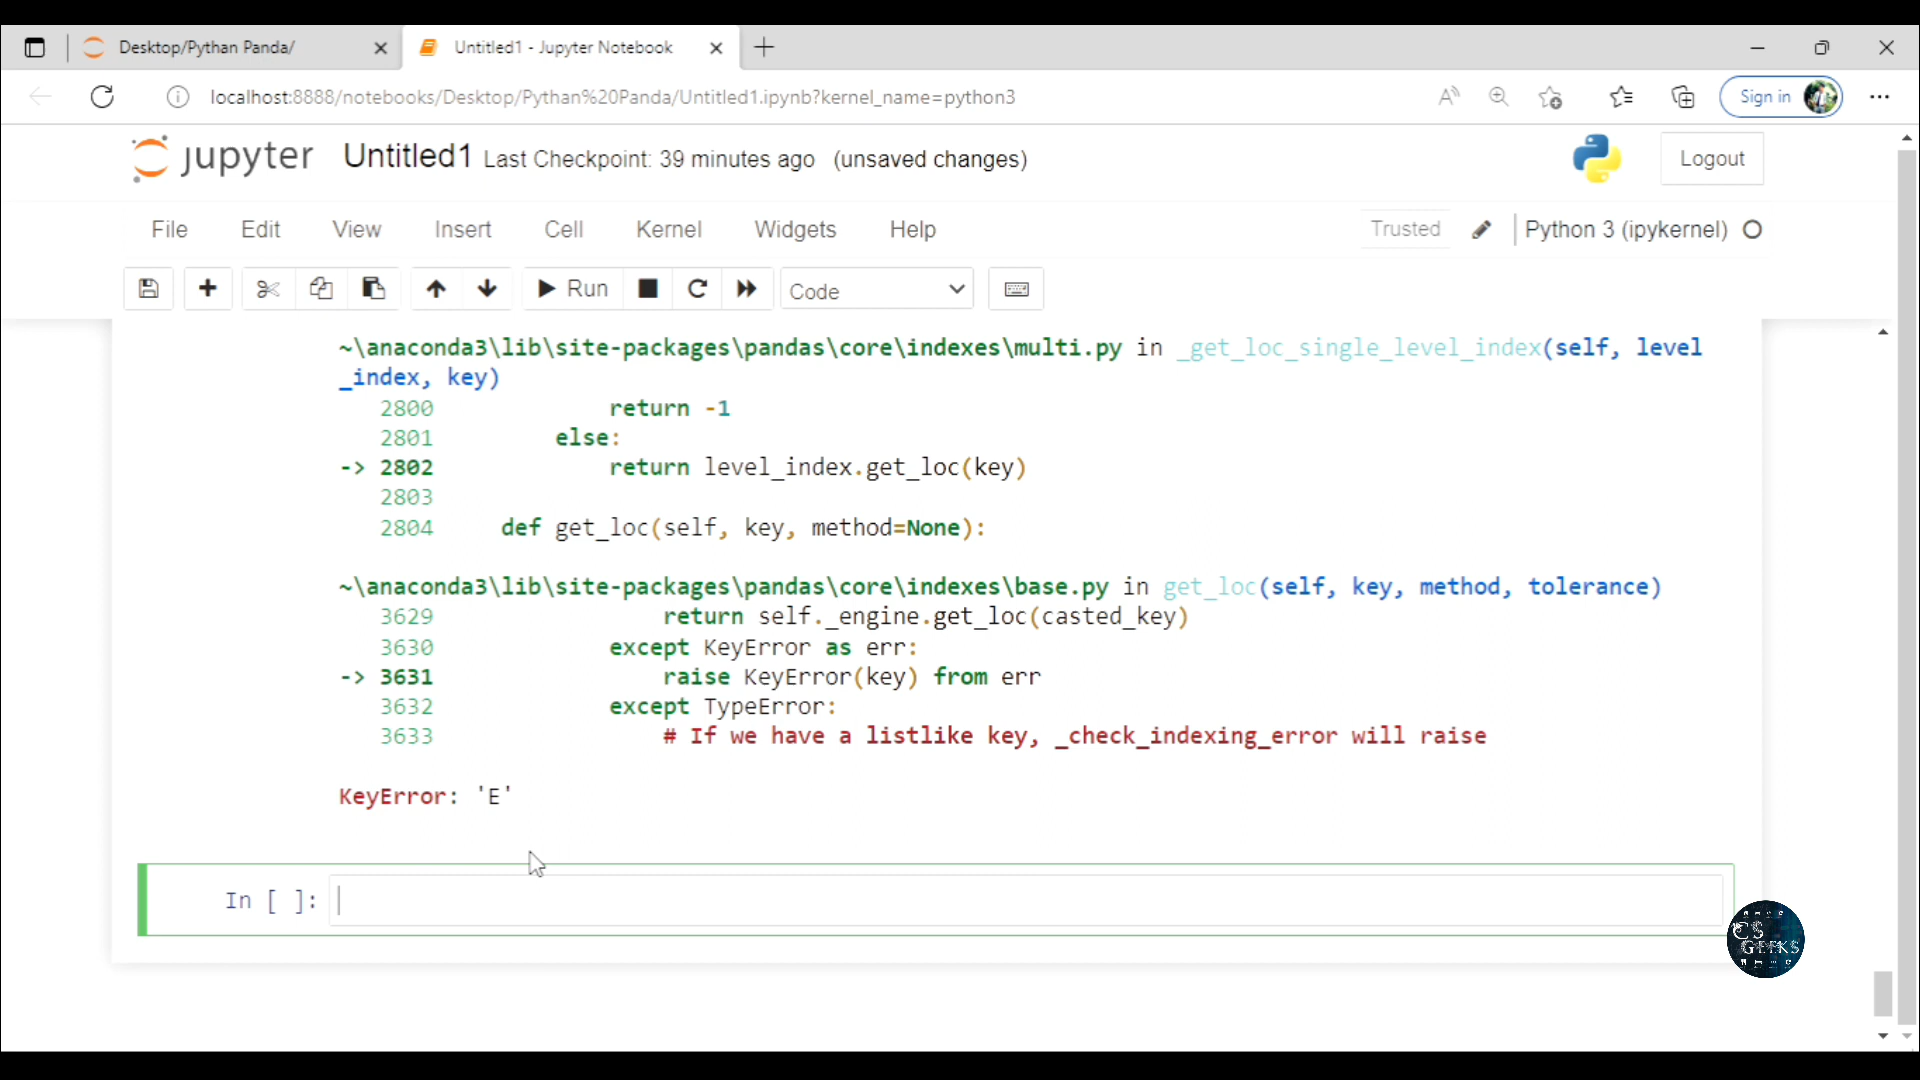 Desktop/Pythan Panda/
Untitled1 - Jupyter Notebook
localhost:8888/notebooks/Desktop/Pythan%20Panda/Untitled1.ipynb?kernel_name=python3
Sign in
jupyter Untitled1 Last Checkpoint: 39 minutes ago (unsaved changes)
Logout
File Edit View Insert Cell Kernel Widgets Help
Trusted Python 3 (ipykernel)
Run Code
~\anaconda3\lib\site-packages\pandas\core\indexes\multi.py in _get_loc_single_level_index(self, level
_index, key)
2800 return -1
2801 else:
-> 2802 return level_index.get_loc(key)
2803
2804 def get_loc(self, key, method=None):
~\anaconda3\lib\site-packages\pandas\core\indexes\base.py in get_loc(self, key, method, tolerance)
3629 return self._engine.get_loc(casted_key)
3630 except KeyError as err:
-> 3631 raise KeyError(key) from err
3632 except TypeError:
3633 # If we have a listlike key, _check_indexing_error will raise
KeyError: 'E'
In [ ]:
CS
GEEKS